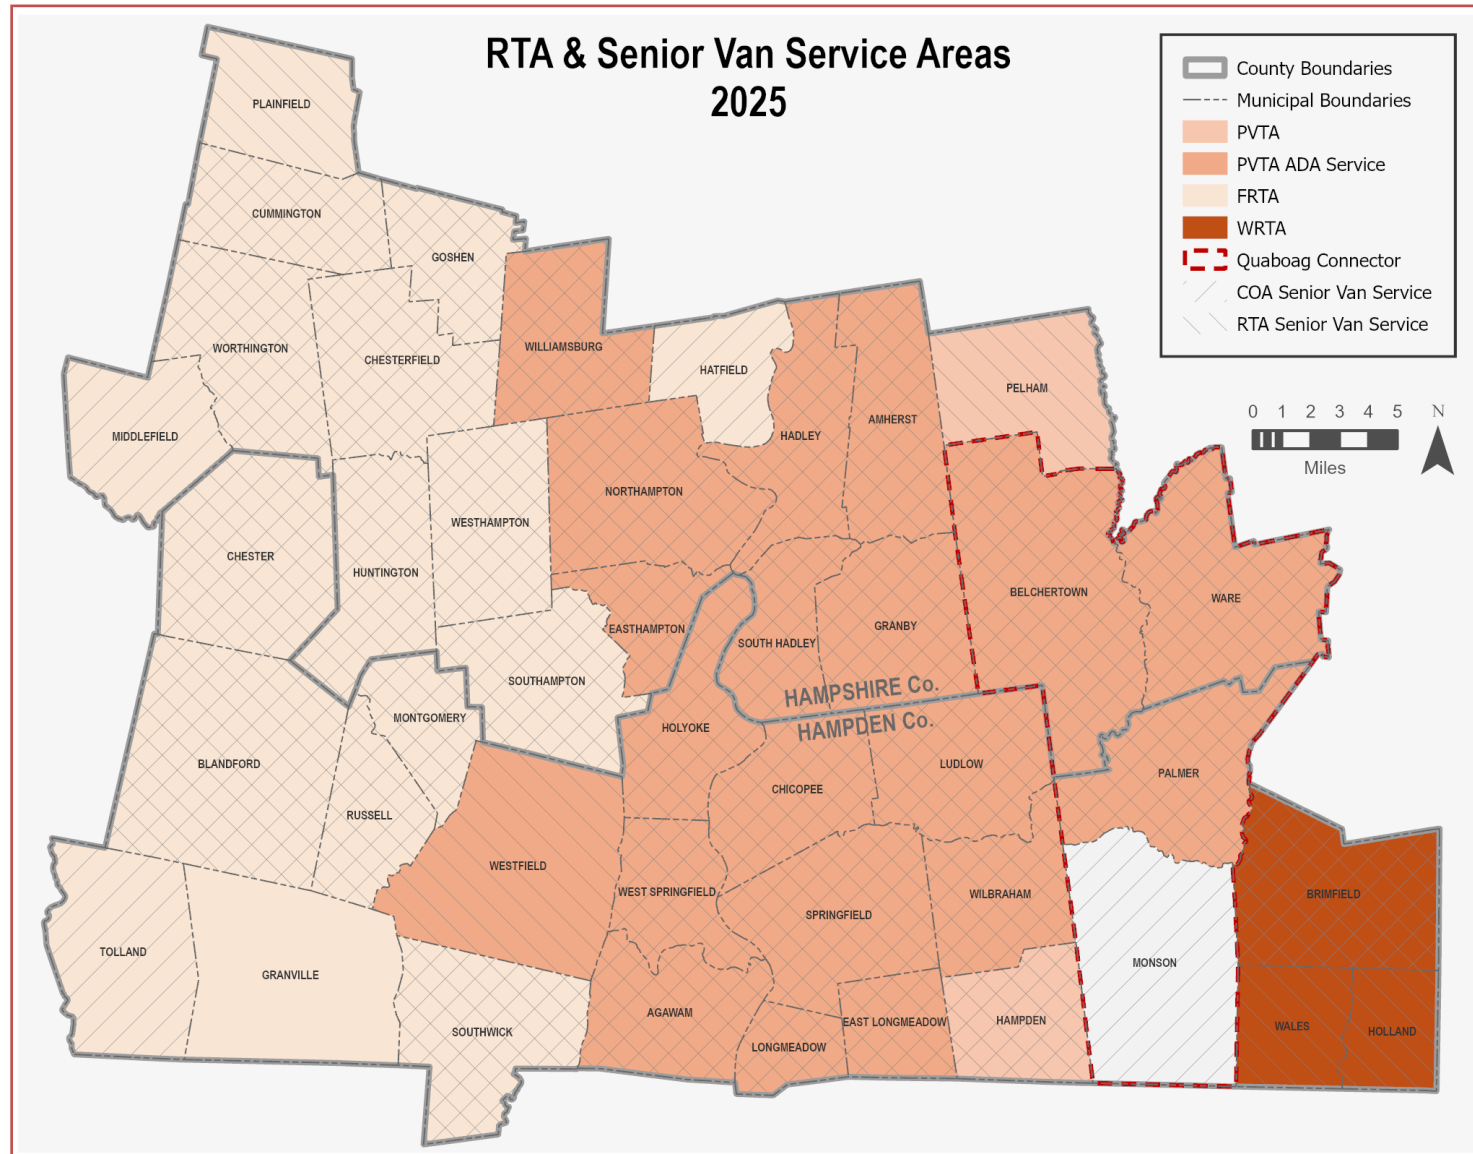 RTA & Senior Van Service Areas
2025
County Boundaries
Municipal Boundaries
PVTA
PVTA ADA Service
FRTA
WRTA
Quaboag Connector
COA Senior Van Service
RTA Senior Van Service
0 1 2 3 4 5
Miles
N
PLAINFIELD
CUMMINGTON
GOSHEN
WORTHINGTON
CHESTERFIELD
WILLIAMSBURG
HATFIELD
PELHAM
MIDDLEFIELD
HADLEY
AMHERST
NORTHAMPTON
WESTHAMPTON
CHESTER
HUNTINGTON
BELCHERTOWN
WARE
EASTHAMPTON
SOUTH HADLEY
GRANBY
SOUTHAMPTON
HAMPSHIRE Co.
HAMPDEN Co.
MONTGOMERY
HOLYOKE
BLANDFORD
LUDLOW
PALMER
CHICOPEE
RUSSELL
WESTFIELD
WEST SPRINGFIELD
WILBRAHAM
BRIMFIELD
SPRINGFIELD
TOLLAND
GRANVILLE
MONSON
AGAWAM
EAST LONGMEADOW
HAMPDEN
WALES
HOLLAND
SOUTHWICK
LONGMEADOW